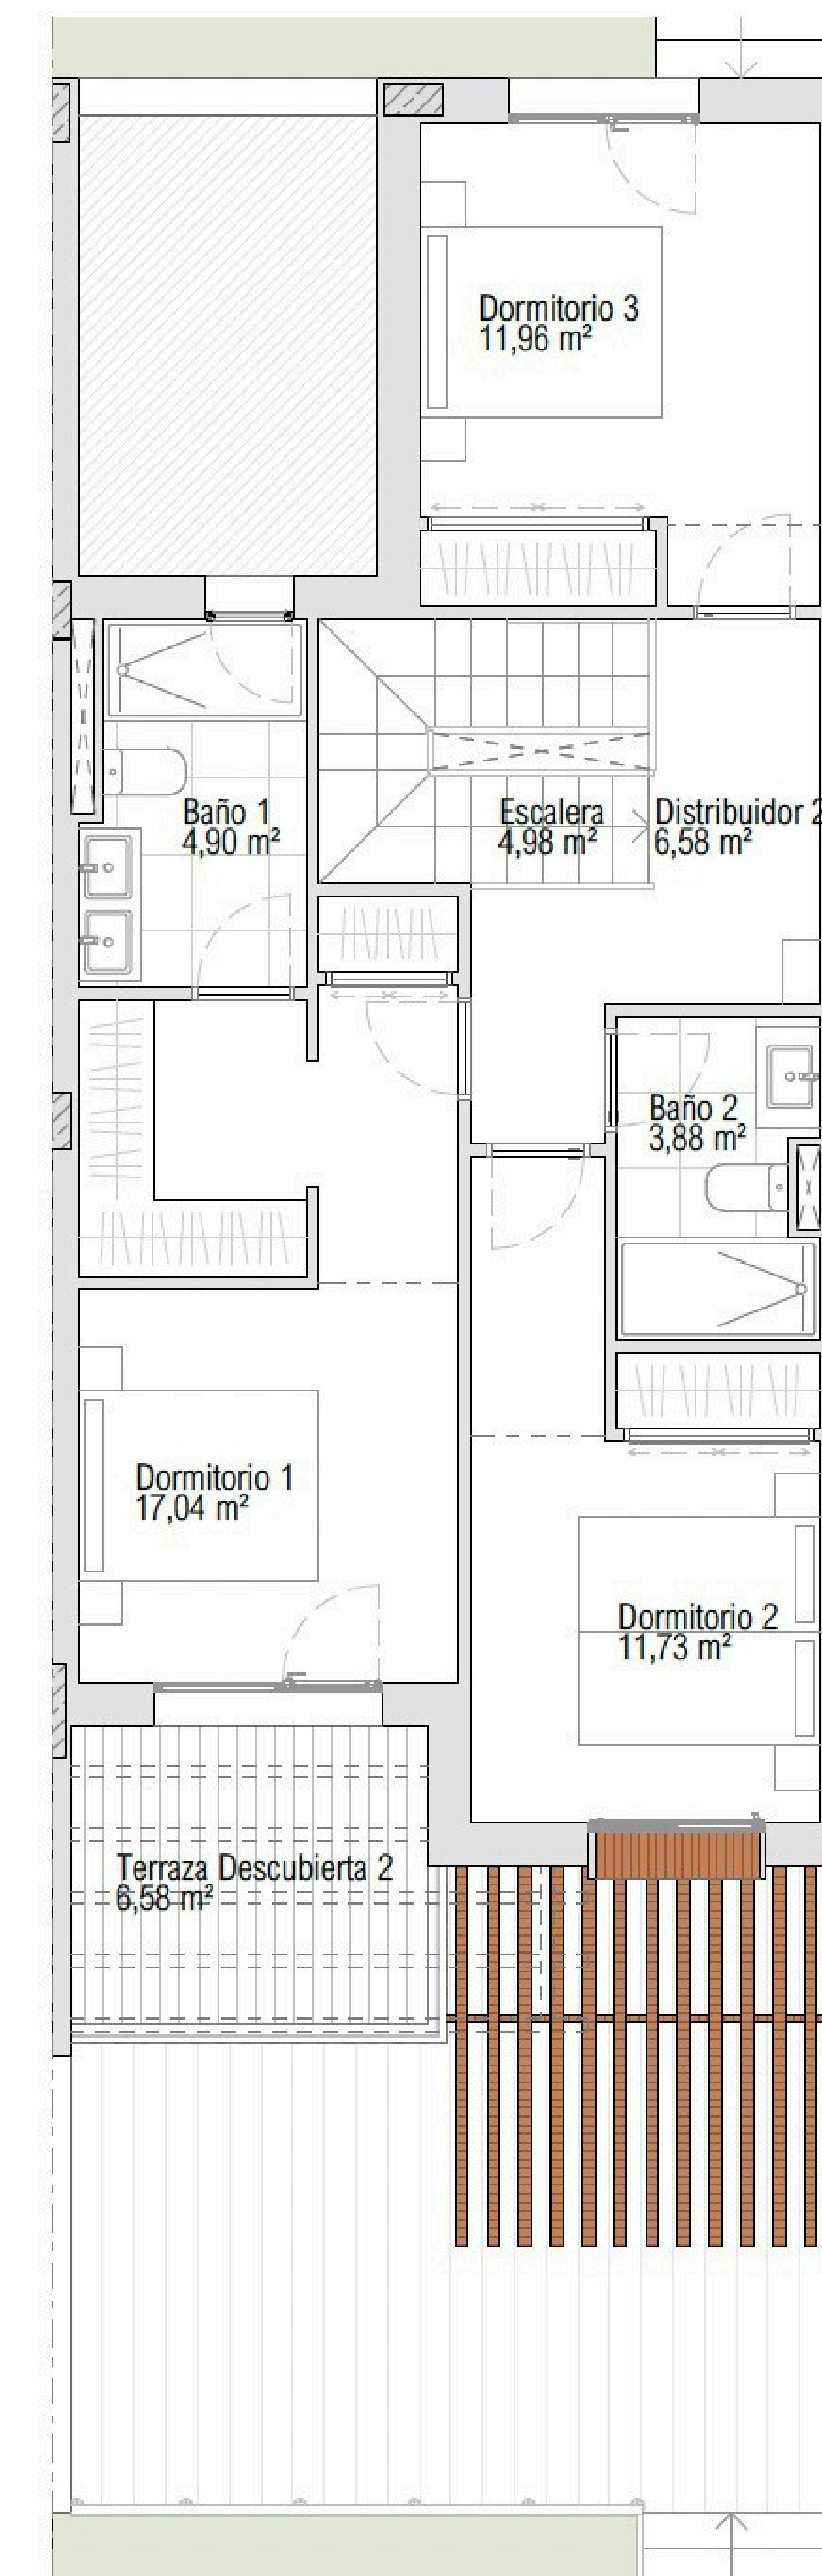 Dormitorio 3
11,96 m²
Baño 1
4,90 m²
Escalera
4,98 m²
Distribuidor 2
6,58 m²
Baño 2
3,88 m²
Dormitorio 1
17,04 m²
Dormitorio 2
11,73 m²
Terraza Descubierta 2
6,58 m²